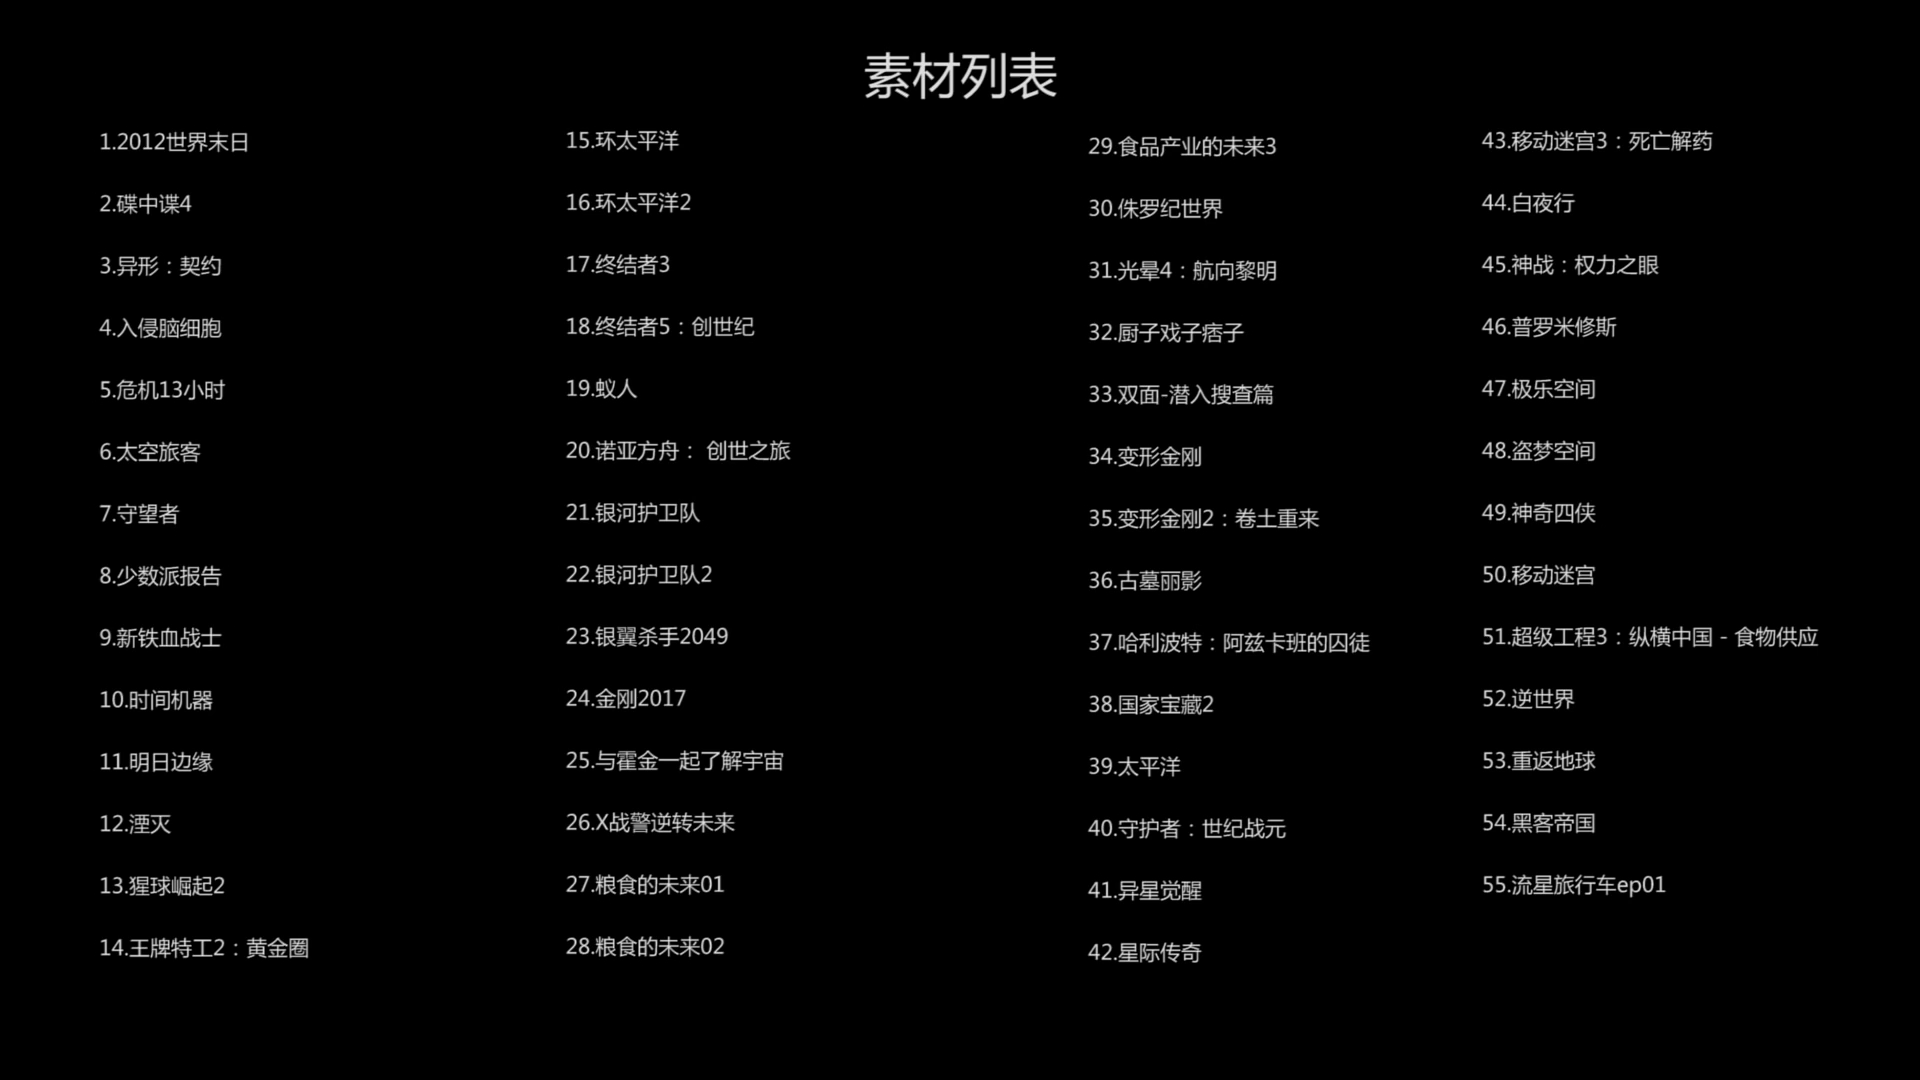 素材列表
1.2012世界末日
2.碟中谍4
3.异形：契约
4.入侵脑细胞
5.危机13小时
6.太空旅客
7.守望者
8.少数派报告
9.新铁血战士
10.时间机器
11.明日边缘
12.湮灭
13.猩球崛起2
14.王牌特工2：黄金圈
15.环太平洋
16.环太平洋2
17.终结者3
18.终结者5：创世纪
19.蚁人
20.诺亚方舟： 创世之旅
21.银河护卫队
22.银河护卫队2
23.银翼杀手2049
24.金刚2017
25.与霍金一起了解宇宙
26.X战警逆转未来
27.粮食的未来01
28.粮食的未来02
29.食品产业的未来3
30.侏罗纪世界
31.光晕4：航向黎明
32.厨子戏子痞子
33.双面-潜入搜查篇
34.变形金刚
35.变形金刚2：卷土重来
36.古墓丽影
37.哈利波特：阿兹卡班的囚徒
38.国家宝藏2
39.太平洋
40.守护者：世纪战元
41.异星觉醒
42.星际传奇
43.移动迷宫3：死亡解药
44.白夜行
45.神战：权力之眼
46.普罗米修斯
47.极乐空间
48.盗梦空间
49.神奇四侠
50.移动迷宫
51.超级工程3：纵横中国 - 食物供应
52.逆世界
53.重返地球
54.黑客帝国
55.流星旅行车ep01